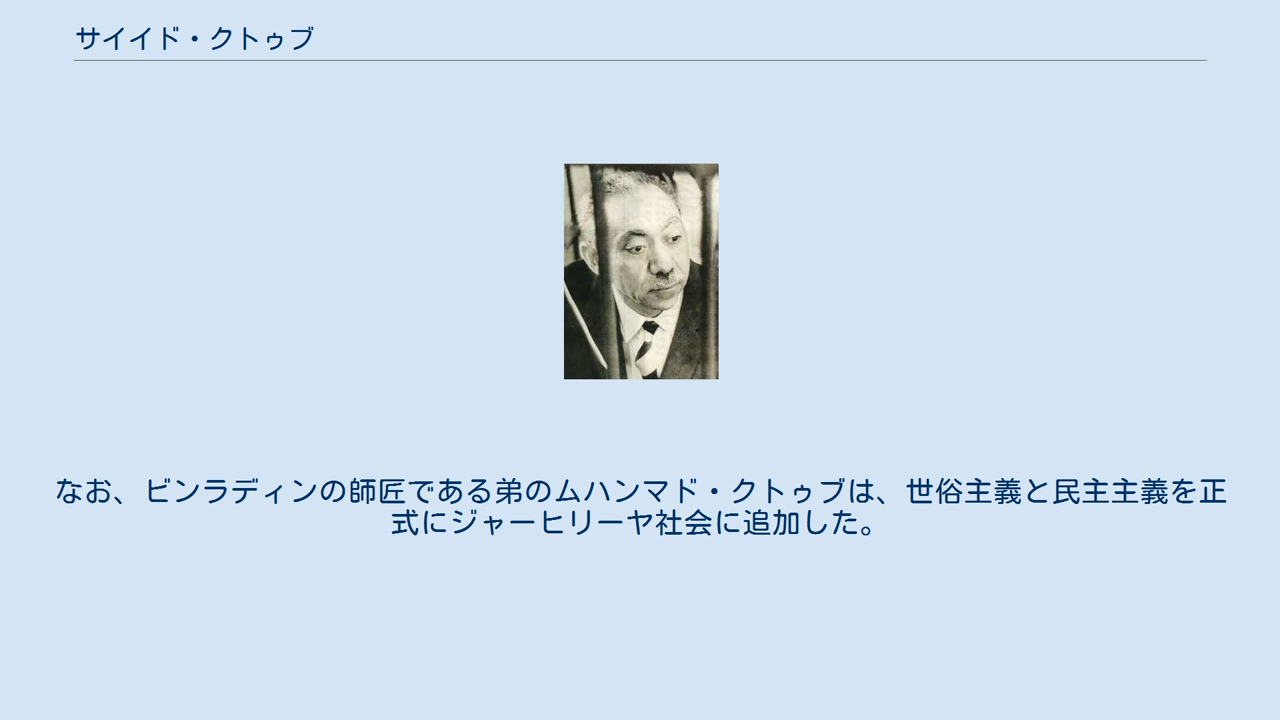 サイイド・クトゥブ
なお、ビンラディンの師匠である弟のムハンマド・クトゥブは、世俗主義と民主主義を正
式にジャーヒリーヤ社会に追加した。